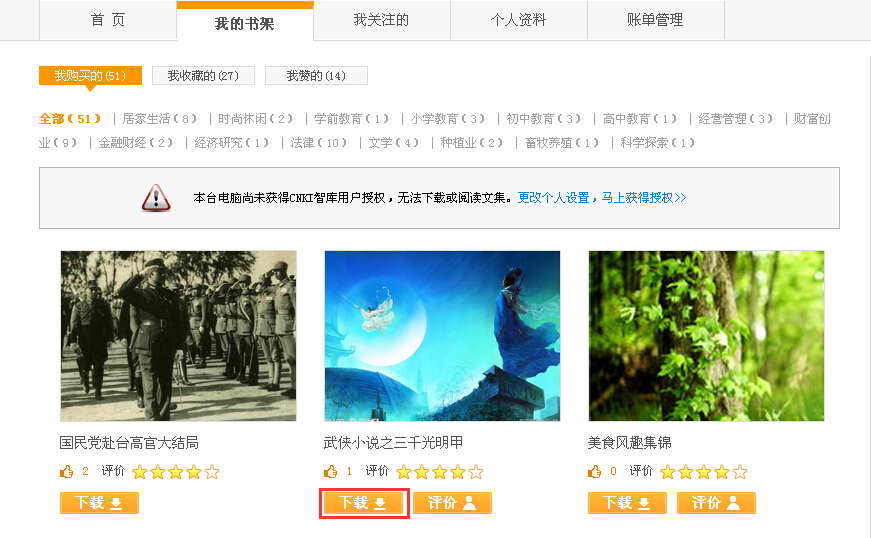 首 页 我的书架 我关注的 个人资料 账单管理
我购买的(51) 我收藏的(27) 我赞的(14)
全部(51) | 居家生活(8) | 时尚休闲(2) | 学前教育(1) | 小学教育(3) | 初中教育(3) | 高中教育(1) | 经营管理(3) | 财富创
业(9) | 金融财经(2) | 经济研究(1) | 法律(10) | 文学(4) | 种植业(2) | 畜牧养殖(1) | 科学探索(1)
本台电脑尚未获得CNKI智库用户授权，无法下载或阅读文集。更改个人设置，马上获得授权>>
国民党赴台高官大结局 武侠小说之三千光明甲 美食风趣集锦
2 评价 1 评价 0 评价
下载 下载 评价 下载 评价